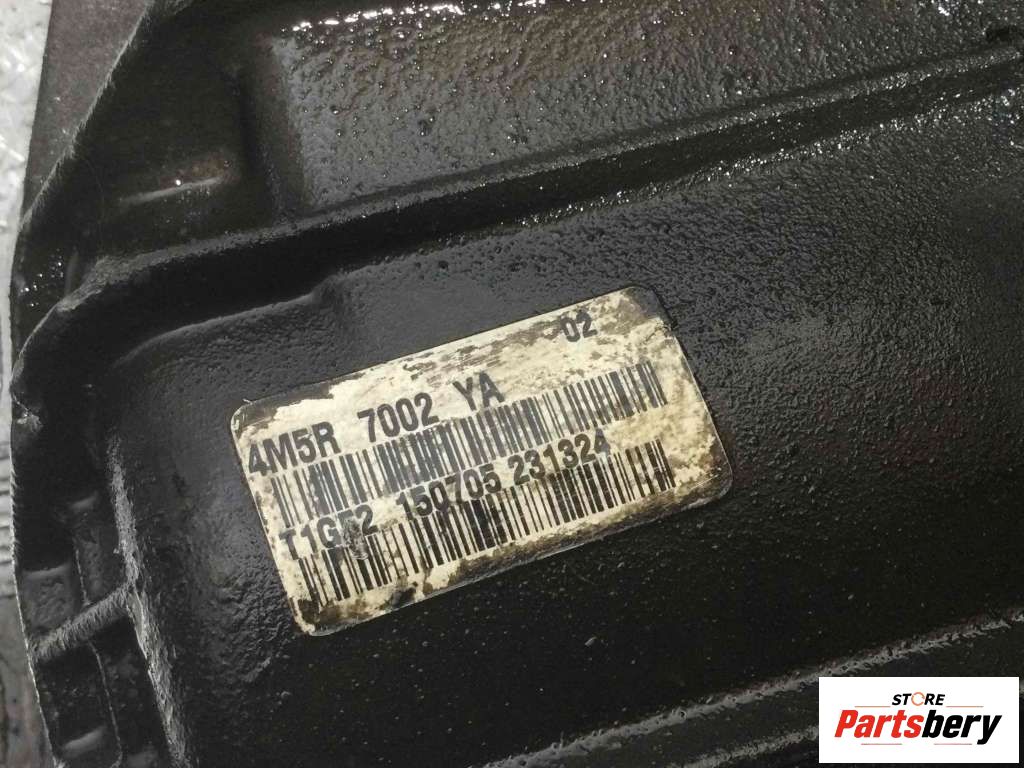 02
4M5R 7002 YA
150705 231324
STORE
Partsbery